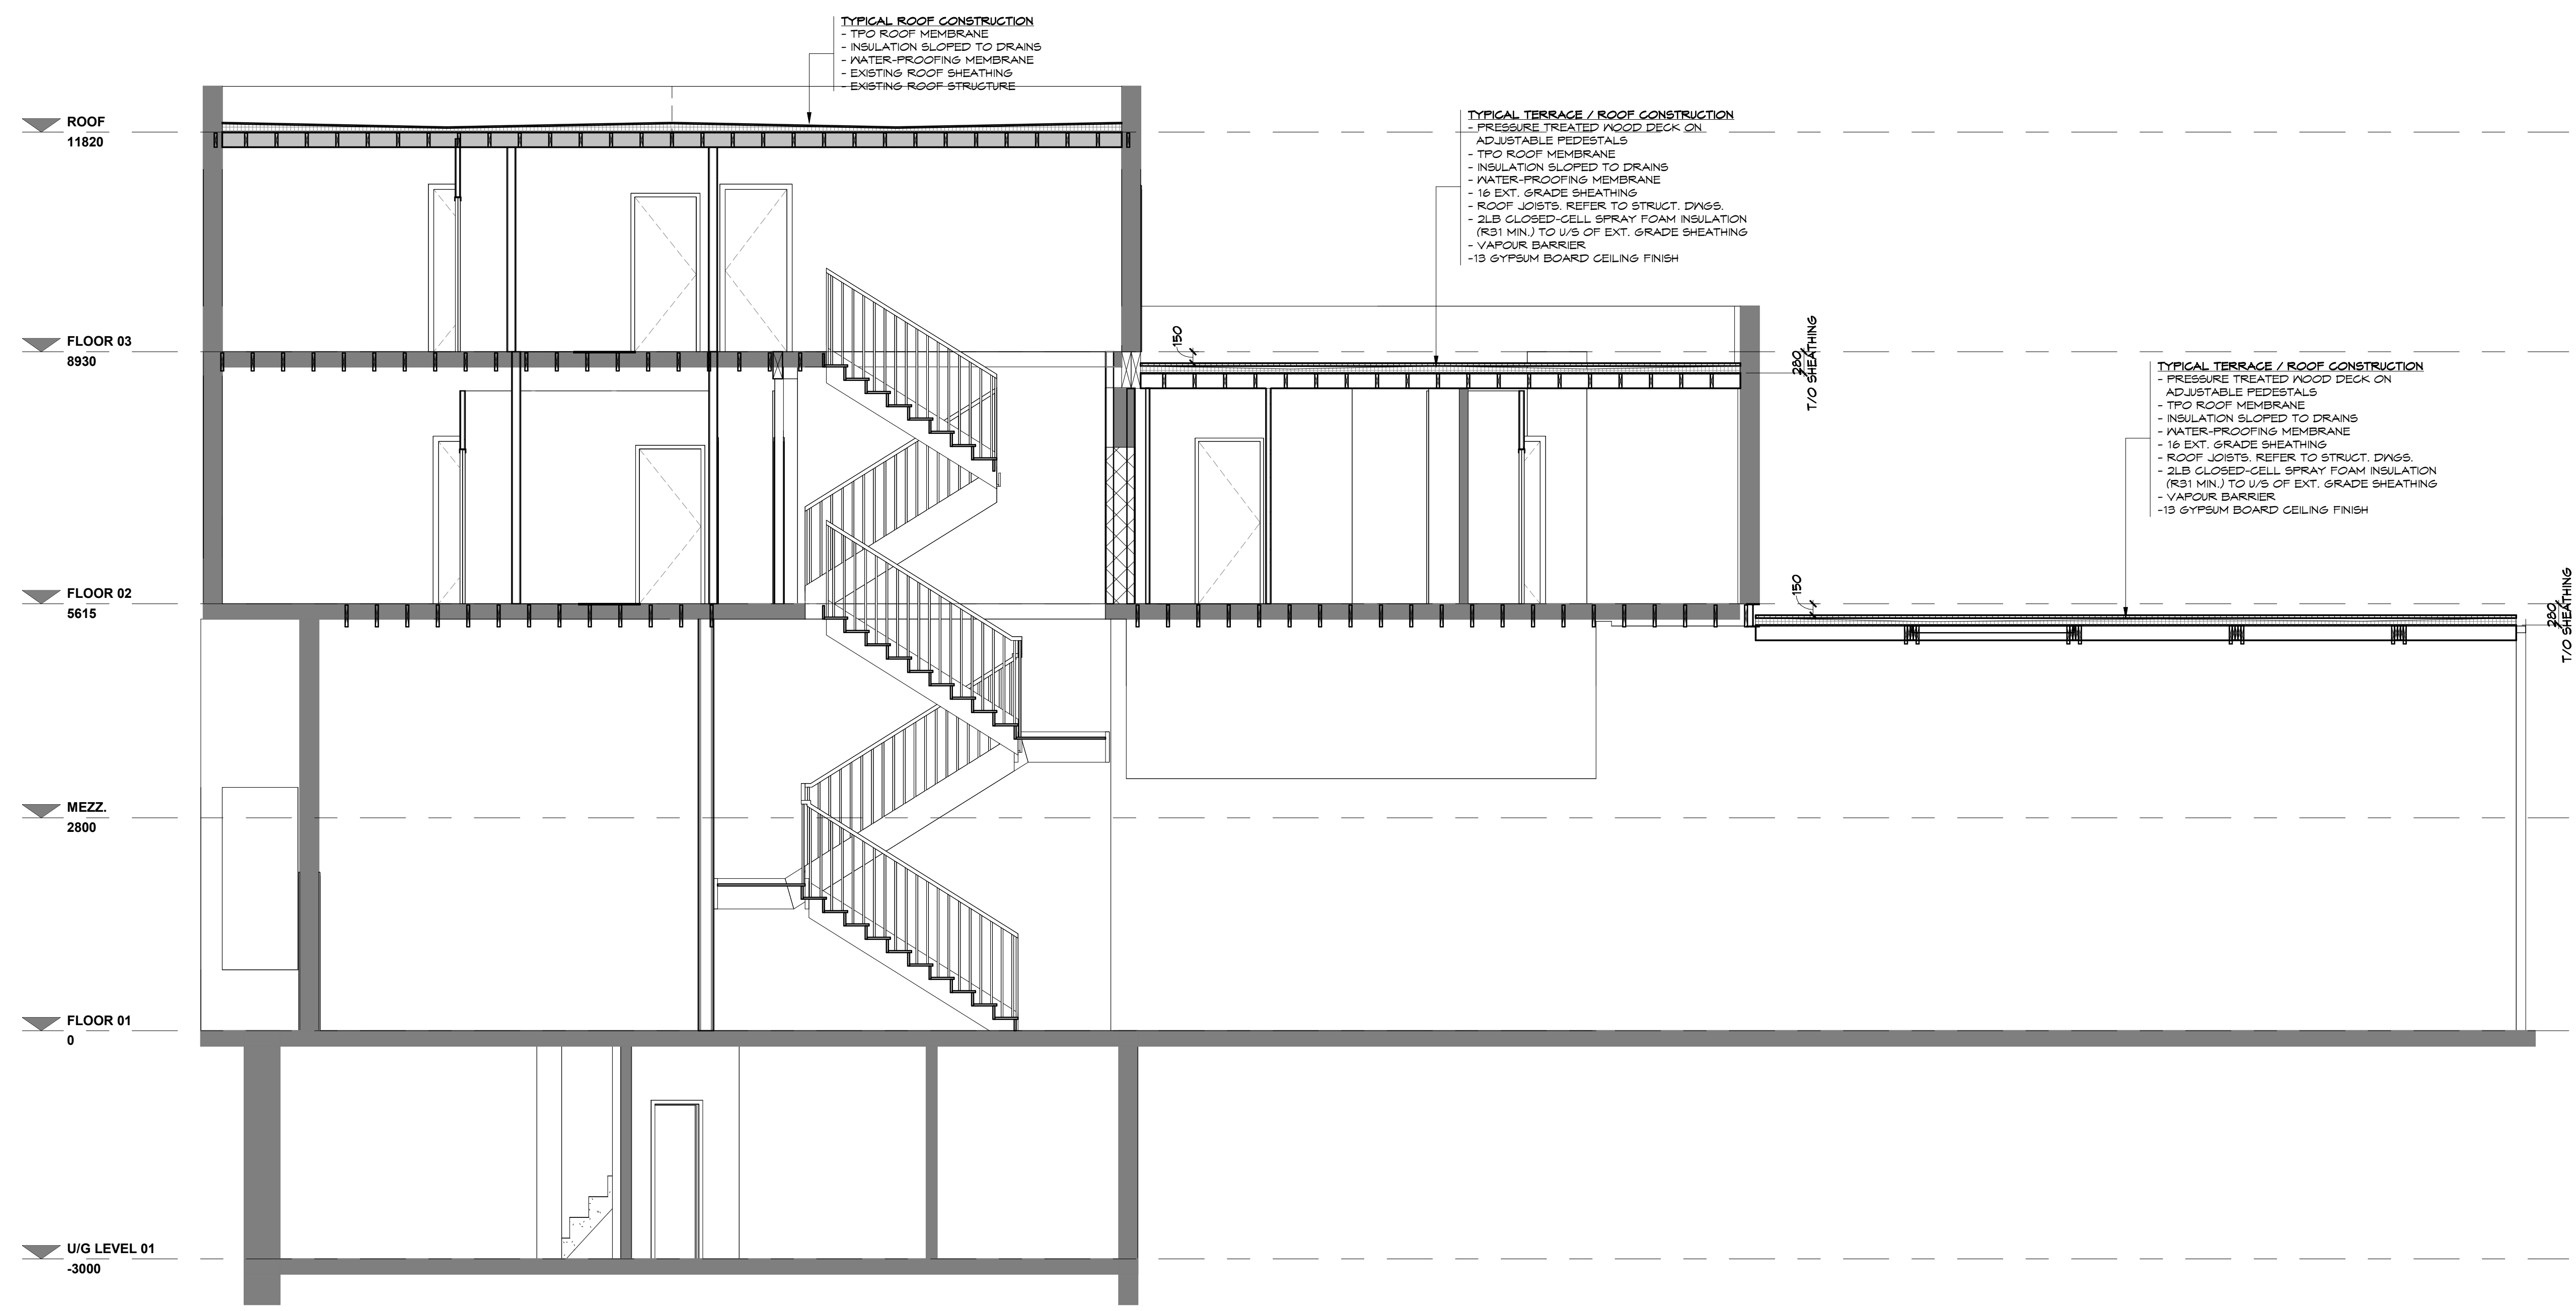 TYPICAL ROOF CONSTRUCTION
- TPO ROOF MEMBRANE
- INSULATION SLOPED TO DRAINS
- WATER-PROOFING MEMBRANE
- EXISTING ROOF SHEATHING
- EXISTING ROOF STRUCTURE
ROOF
11820
TYPICAL TERRACE / ROOF CONSTRUCTION
- PRESSURE TREATED WOOD DECK ON
ADJUSTABLE PEDESTALS
- TPO ROOF MEMBRANE
- INSULATION SLOPED TO DRAINS
- WATER-PROOFING MEMBRANE
- 16 EXT. GRADE SHEATHING
- ROOF JOISTS. REFER TO STRUCT. DWGS.
- 2LB CLOSED-CELL SPRAY FOAM INSULATION
(R31 MIN.) TO U/S OF EXT. GRADE SHEATHING
- VAPOUR BARRIER
-13 GYPSUM BOARD CEILING FINISH
FLOOR 03
8930
150
280
T/O SHEATHING
TYPICAL TERRACE / ROOF CONSTRUCTION
- PRESSURE TREATED WOOD DECK ON
ADJUSTABLE PEDESTALS
- TPO ROOF MEMBRANE
- INSULATION SLOPED TO DRAINS
- WATER-PROOFING MEMBRANE
- 16 EXT. GRADE SHEATHING
- ROOF JOISTS. REFER TO STRUCT. DWGS.
- 2LB CLOSED-CELL SPRAY FOAM INSULATION
(R31 MIN.) TO U/S OF EXT. GRADE SHEATHING
- VAPOUR BARRIER
-13 GYPSUM BOARD CEILING FINISH
FLOOR 02
5615
150
280
T/O SHEATHING
MEZZ.
2800
FLOOR 01
0
U/G LEVEL 01
-3000